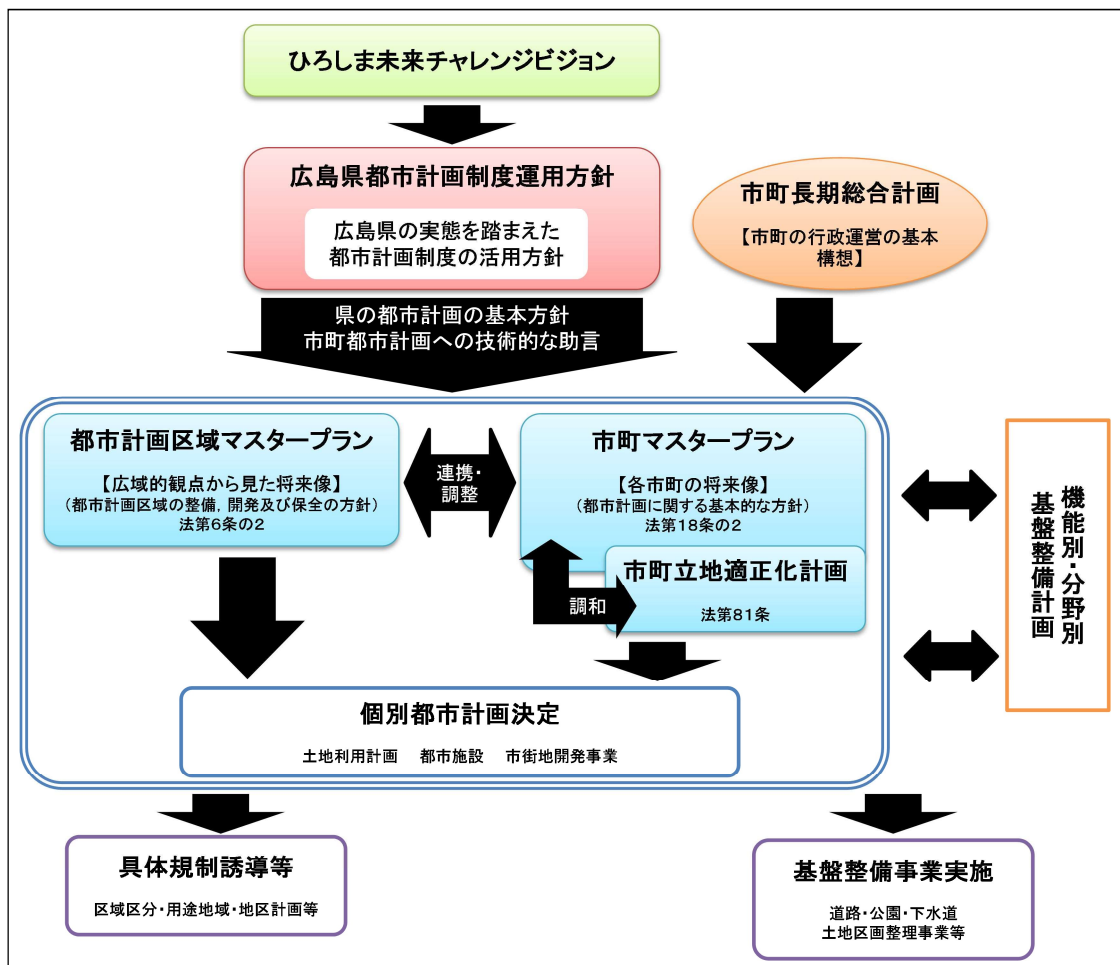 ひろしま未来チャレンジビジョン
広島県都市計画制度運用方針
広島県の実態を踏まえた
都市計画制度の活用方針
市町長期総合計画
【市町の行政運営の基本
構想】
県の都市計画の基本方針
市町都市計画への技術的な助言
都市計画区域マスタープラン
【広域的観点から見た将来像】
(都市計画区域の整備,開発及び保全の方針)
法第6条の2
連携・
調整
市町マスタープラン
【各市町の将来像】
(都市計画に関する基本的な方針)
法第18条の2
市町立地適正化計画
法第81条
調和
機能別・分野別
基盤整備計画
個別都市計画決定
土地利用計画 都市施設 市街地開発事業
具体規制誘導等
区域区分・用途地域・地区計画等
基盤整備事業実施
道路・公園・下水道
土地区画整理事業等